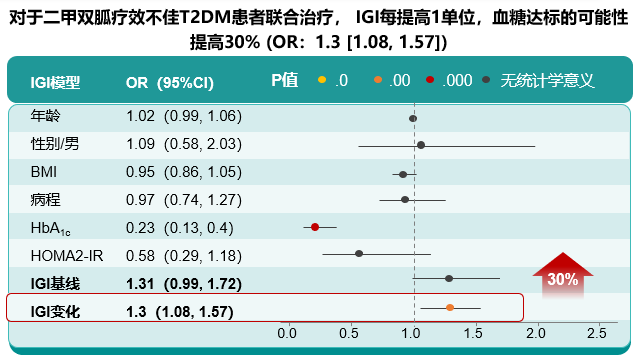 对于二甲双胍疗效不佳T2DM患者联合治疗， IGI每提高1单位，血糖达标的可能性
提高30% (OR：1.3 [1.08, 1.57])
IGI模型 OR (95%CI) P值 .0 .00 .000 无统计学意义
年龄 1.02 (0.99, 1.06)
性别/男 1.09 (0.58, 2.03)
BMI 0.95 (0.86, 1.05)
病程 0.97 (0.74, 1.27)
HbA1c 0.23 (0.13, 0.4)
HOMA2-IR 0.58 (0.29, 1.18)
IGI基线 1.31 (0.99, 1.72)
30%
IGI变化 1.3 (1.08, 1.57)
0.0 0.5 1.0 1.5 2.0 2.5